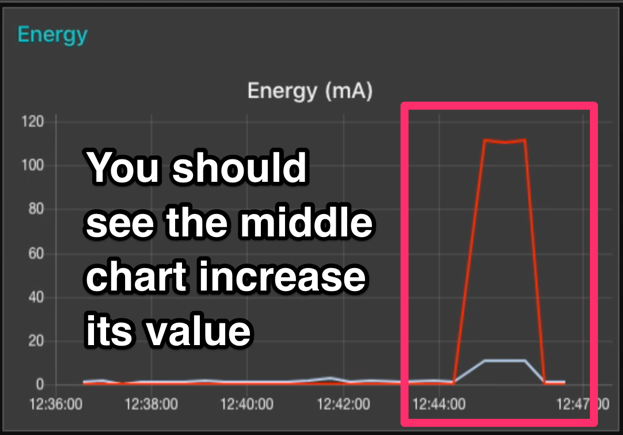 Energy
Energy (mA)
120
100
80
60
40
20
0
You should
see the middle
chart increase
its value
12:36:00 12:38:00 12:40:00 12:42:00 12:44:00 12:47:00